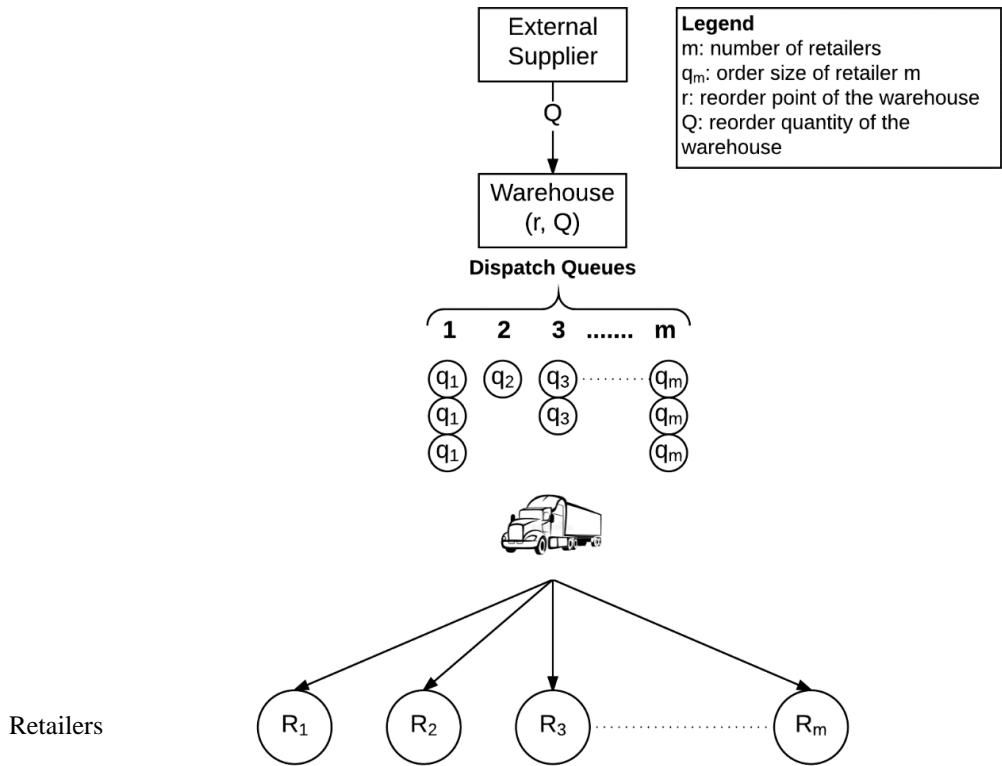 External
Supplier
Legend
m: number of retailers
qₘ: order size of retailer m
r: reorder point of the warehouse
Q: reorder quantity of the
warehouse
Q
Warehouse
(r, Q)
Dispatch Queues
1 2 3 ....... m
q₁ q₂ q₃ qₘ
q₁ q₃ qₘ
q₁ qₘ
Retailers R₁ R₂ R₃ Rₘ